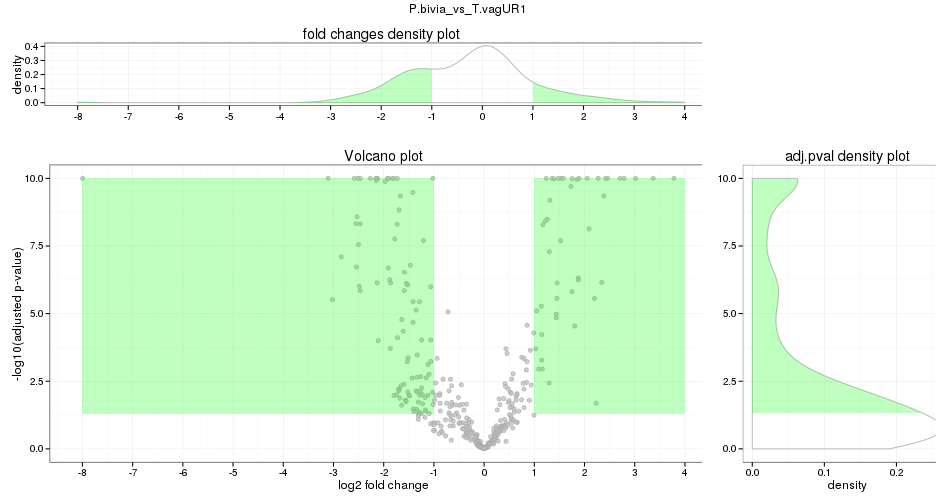 P.bivia_vs_T.vagUR1
fold changes density plot
density
0.4
0.3
0.2
0.1
0.0
-8 -7 -6 -5 -4 -3 -2 -1 0 1 2 3 4
Volcano plot
-log10(adjusted p-value)
10.0
7.5
5.0
2.5
0.0
-8 -7 -6 -5 -4 -3 -2 -1 0 1 2 3 4
log2 fold change
adj.pval density plot
10.0
7.5
5.0
2.5
0.0
0.0 0.1 0.2
density